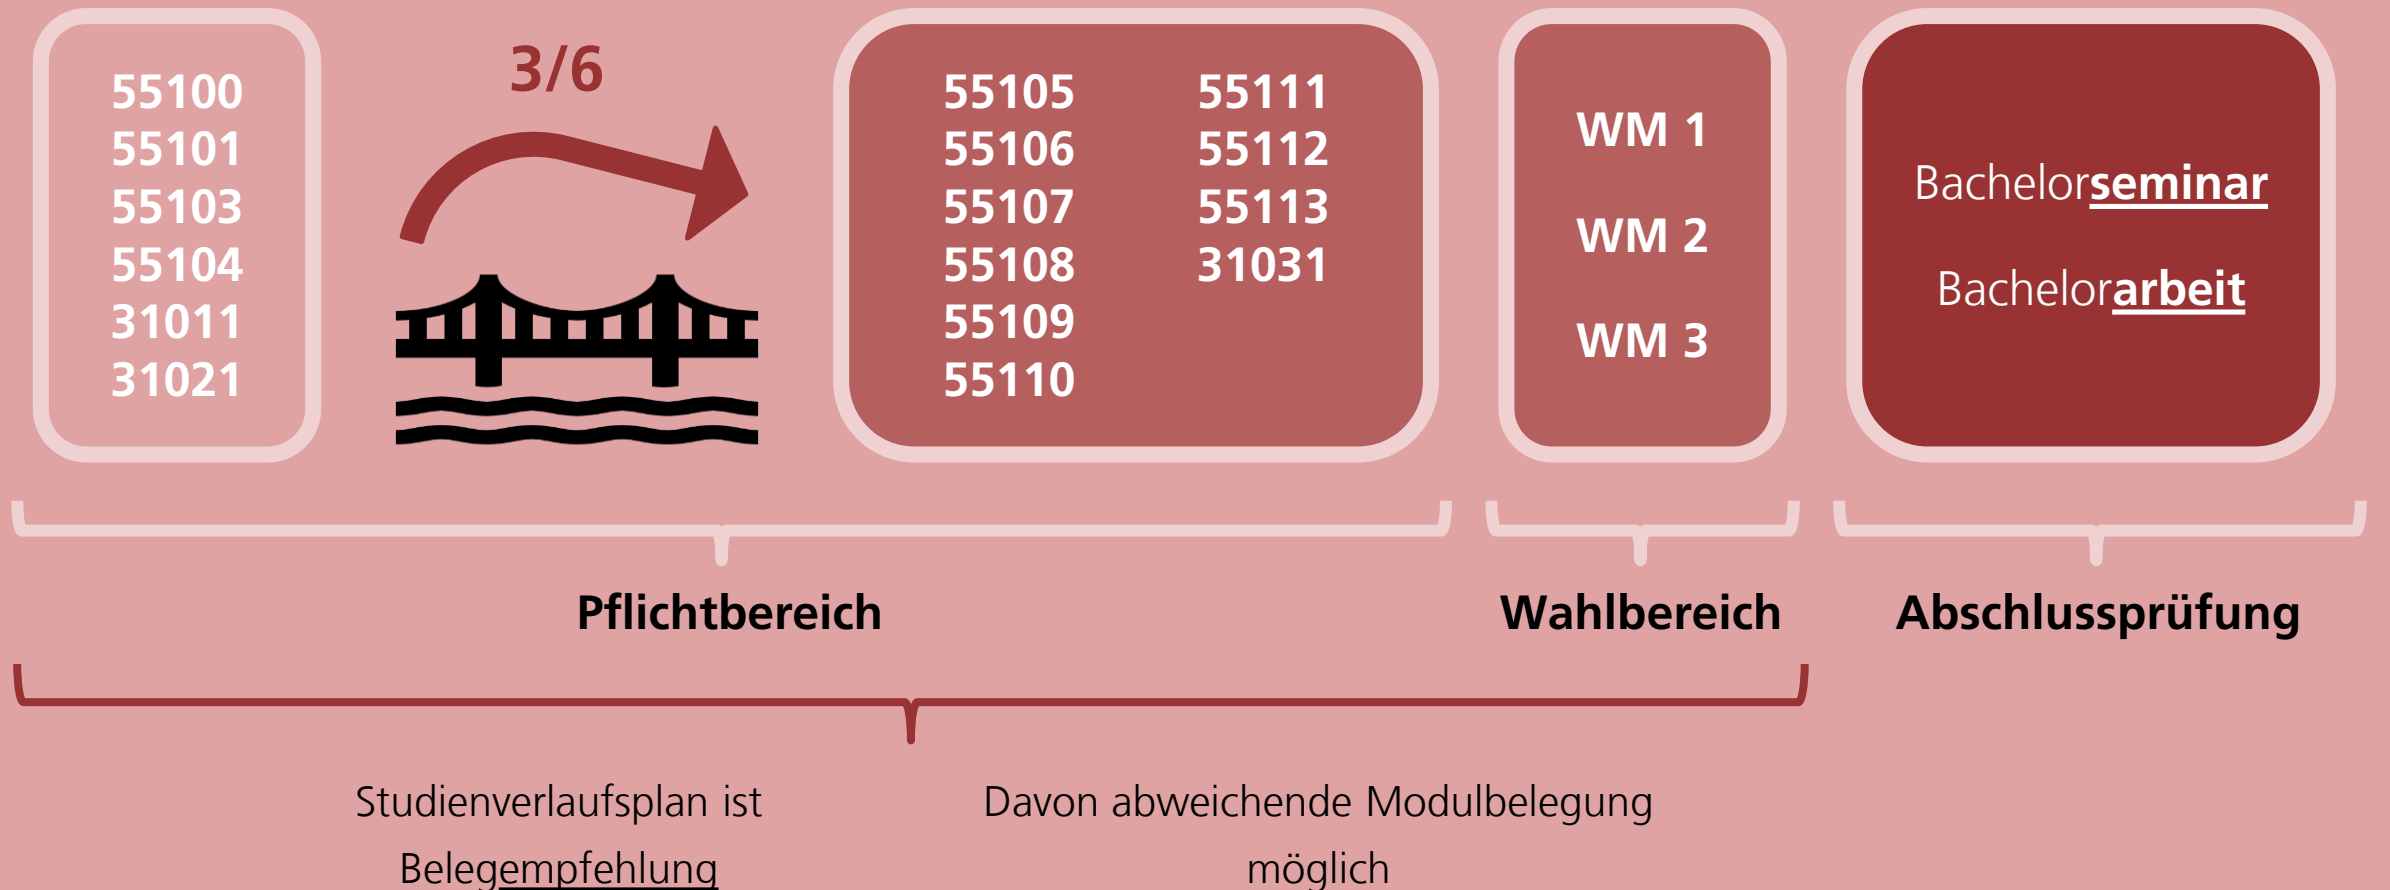 55100
55101
55103
55104
31011
31021
3/6
55105
55106
55107
55108
55109
55110
55111
55112
55113
31031
WM 1
WM 2
WM 3
Bachelorseminar
Bachelorarbeit
Pflichtbereich
Wahlbereich
Abschlussprüfung
Studienverlaufsplan ist
Belegempfehlung
Davon abweichende Modulbelegung
möglich